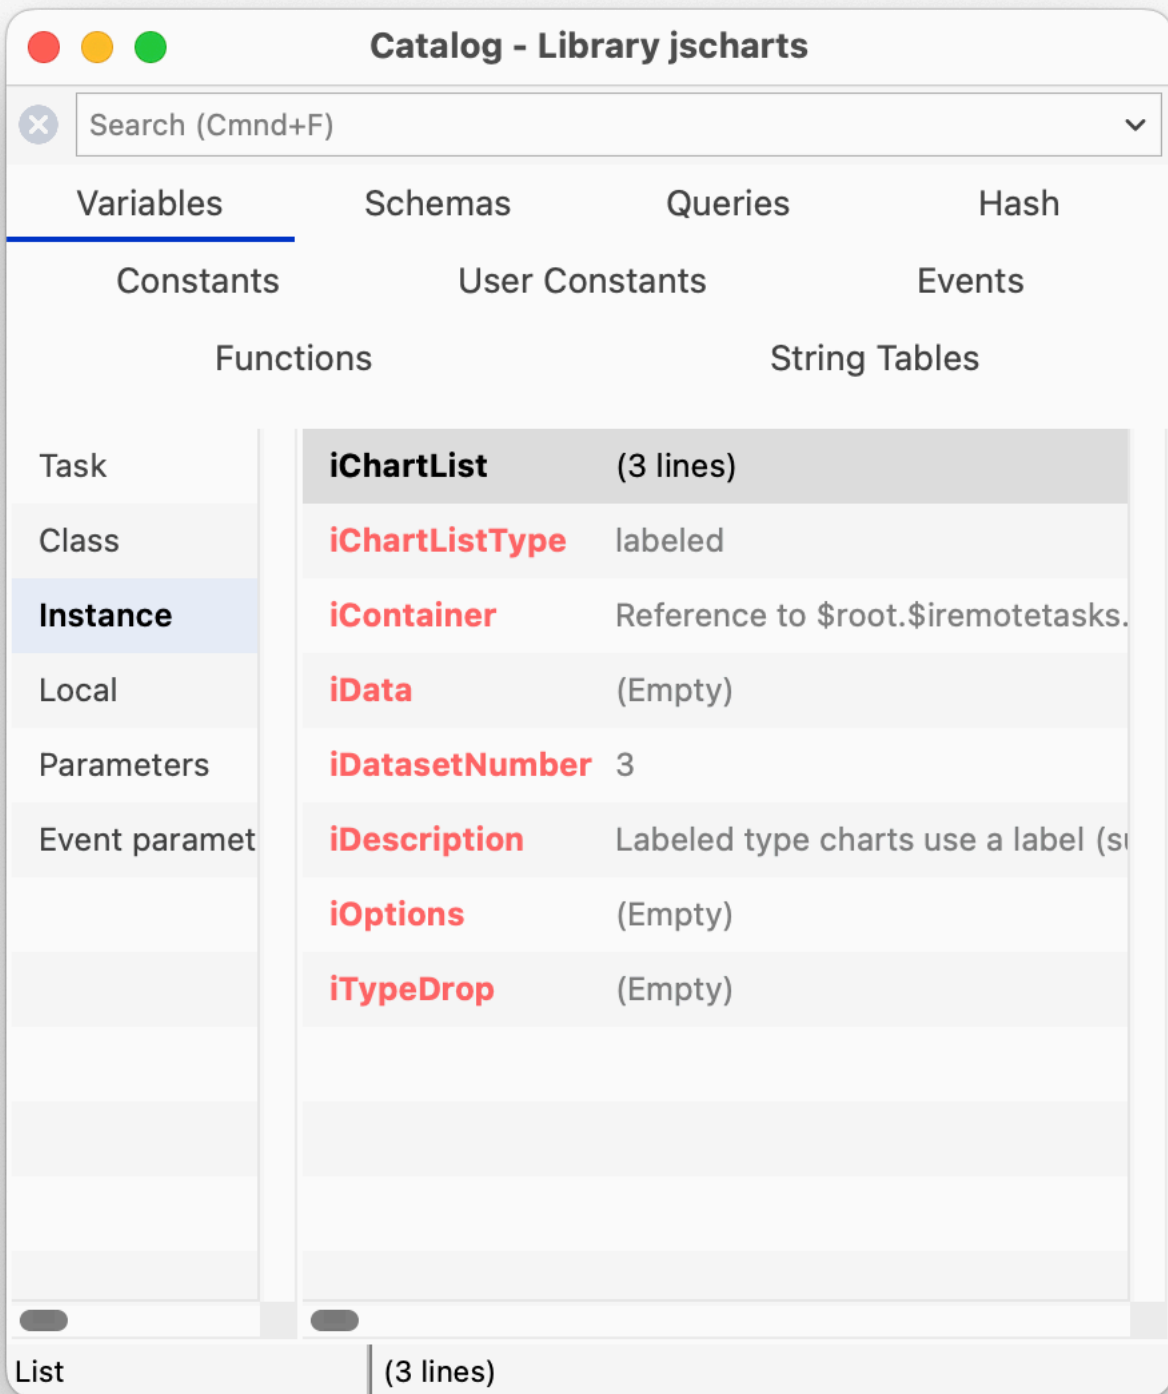 Catalog - Library jscharts
Search (Cmnd+F)
Variables Schemas Queries Hash
Constants User Constants Events
Functions String Tables
Task
Class
Instance
Local
Parameters
Event paramet
iChartList (3 lines)
iChartListType labeled
iContainer Reference to $root.$iremotetasks.
iData (Empty)
iDatasetNumber 3
iDescription Labeled type charts use a label (su
iOptions (Empty)
iTypeDrop (Empty)
List (3 lines)